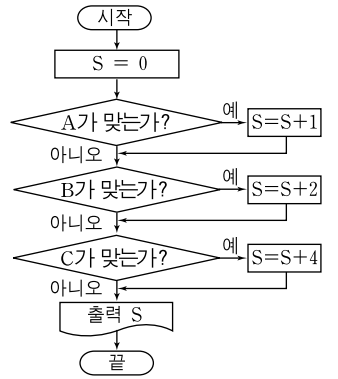 시작
S = 0
A가 맞는가?
예
S=S+1
아니오
B가 맞는가?
예
S=S+2
아니오
C가 맞는가?
예
S=S+4
아니오
출력 S
끝